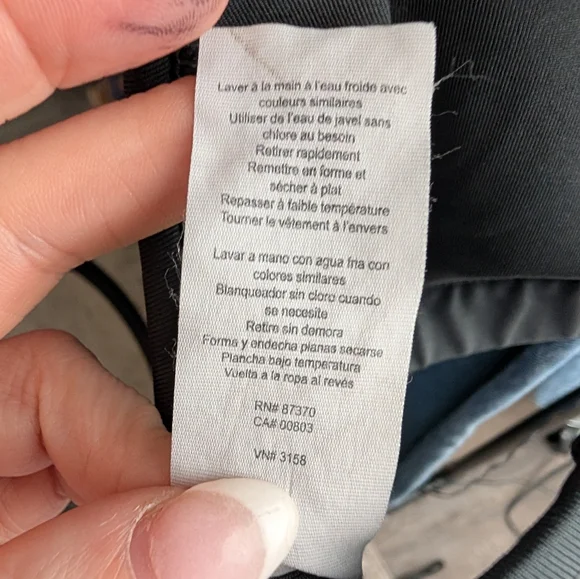 Laver à la main à l'eau froide avec
couleurs similaires
Utiliser de l'eau de javel sans
chlore au besoin
Retirer rapidement
Remettre en forme et
sécher à plat
Repasser à faible température
Tourner le vêtement à l'envers
Lavar a mano con agua fria con
colores similares
Blanqueador sin cloro cuando
se necesite
Retire sin demora
Forma y endecha planas secarse
Plancha bajo temperatura
Vuelta a la ropa al revés
RN# 87370
CA# 00803
VN# 3158